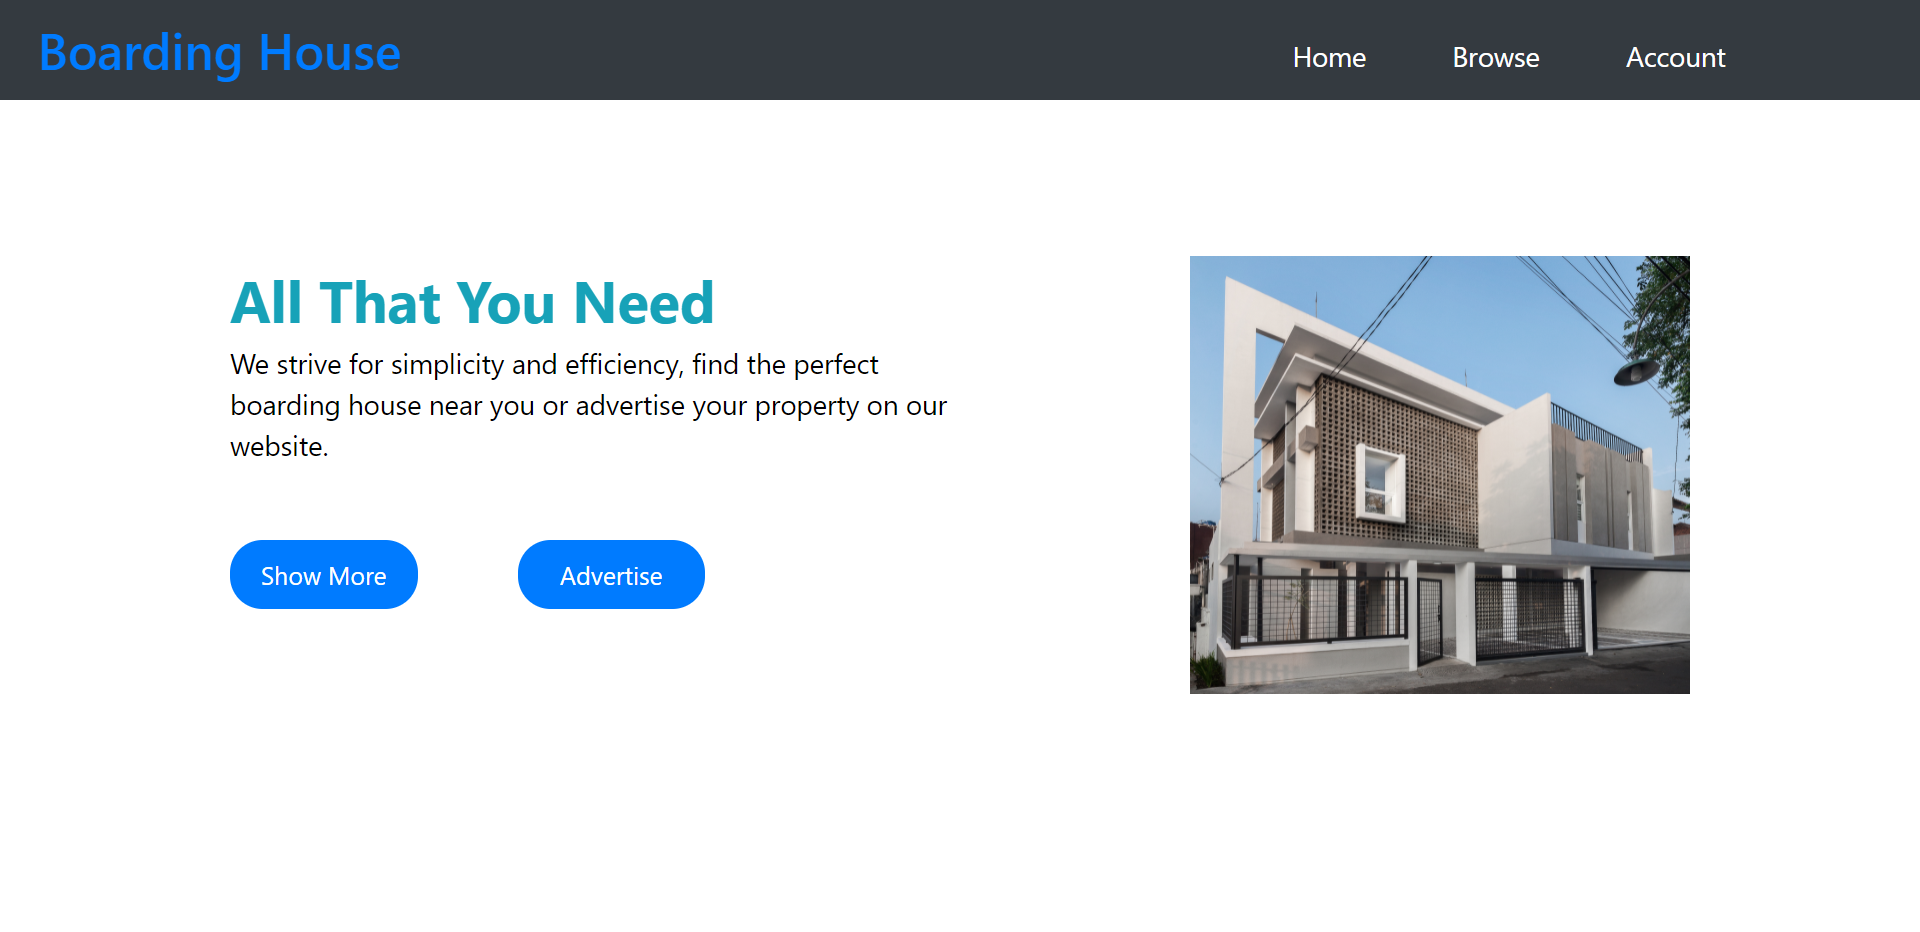 Boarding House
Home Browse Account
All That You Need
We strive for simplicity and efficiency, find the perfect
boarding house near you or advertise your property on our
website.
Show More
Advertise